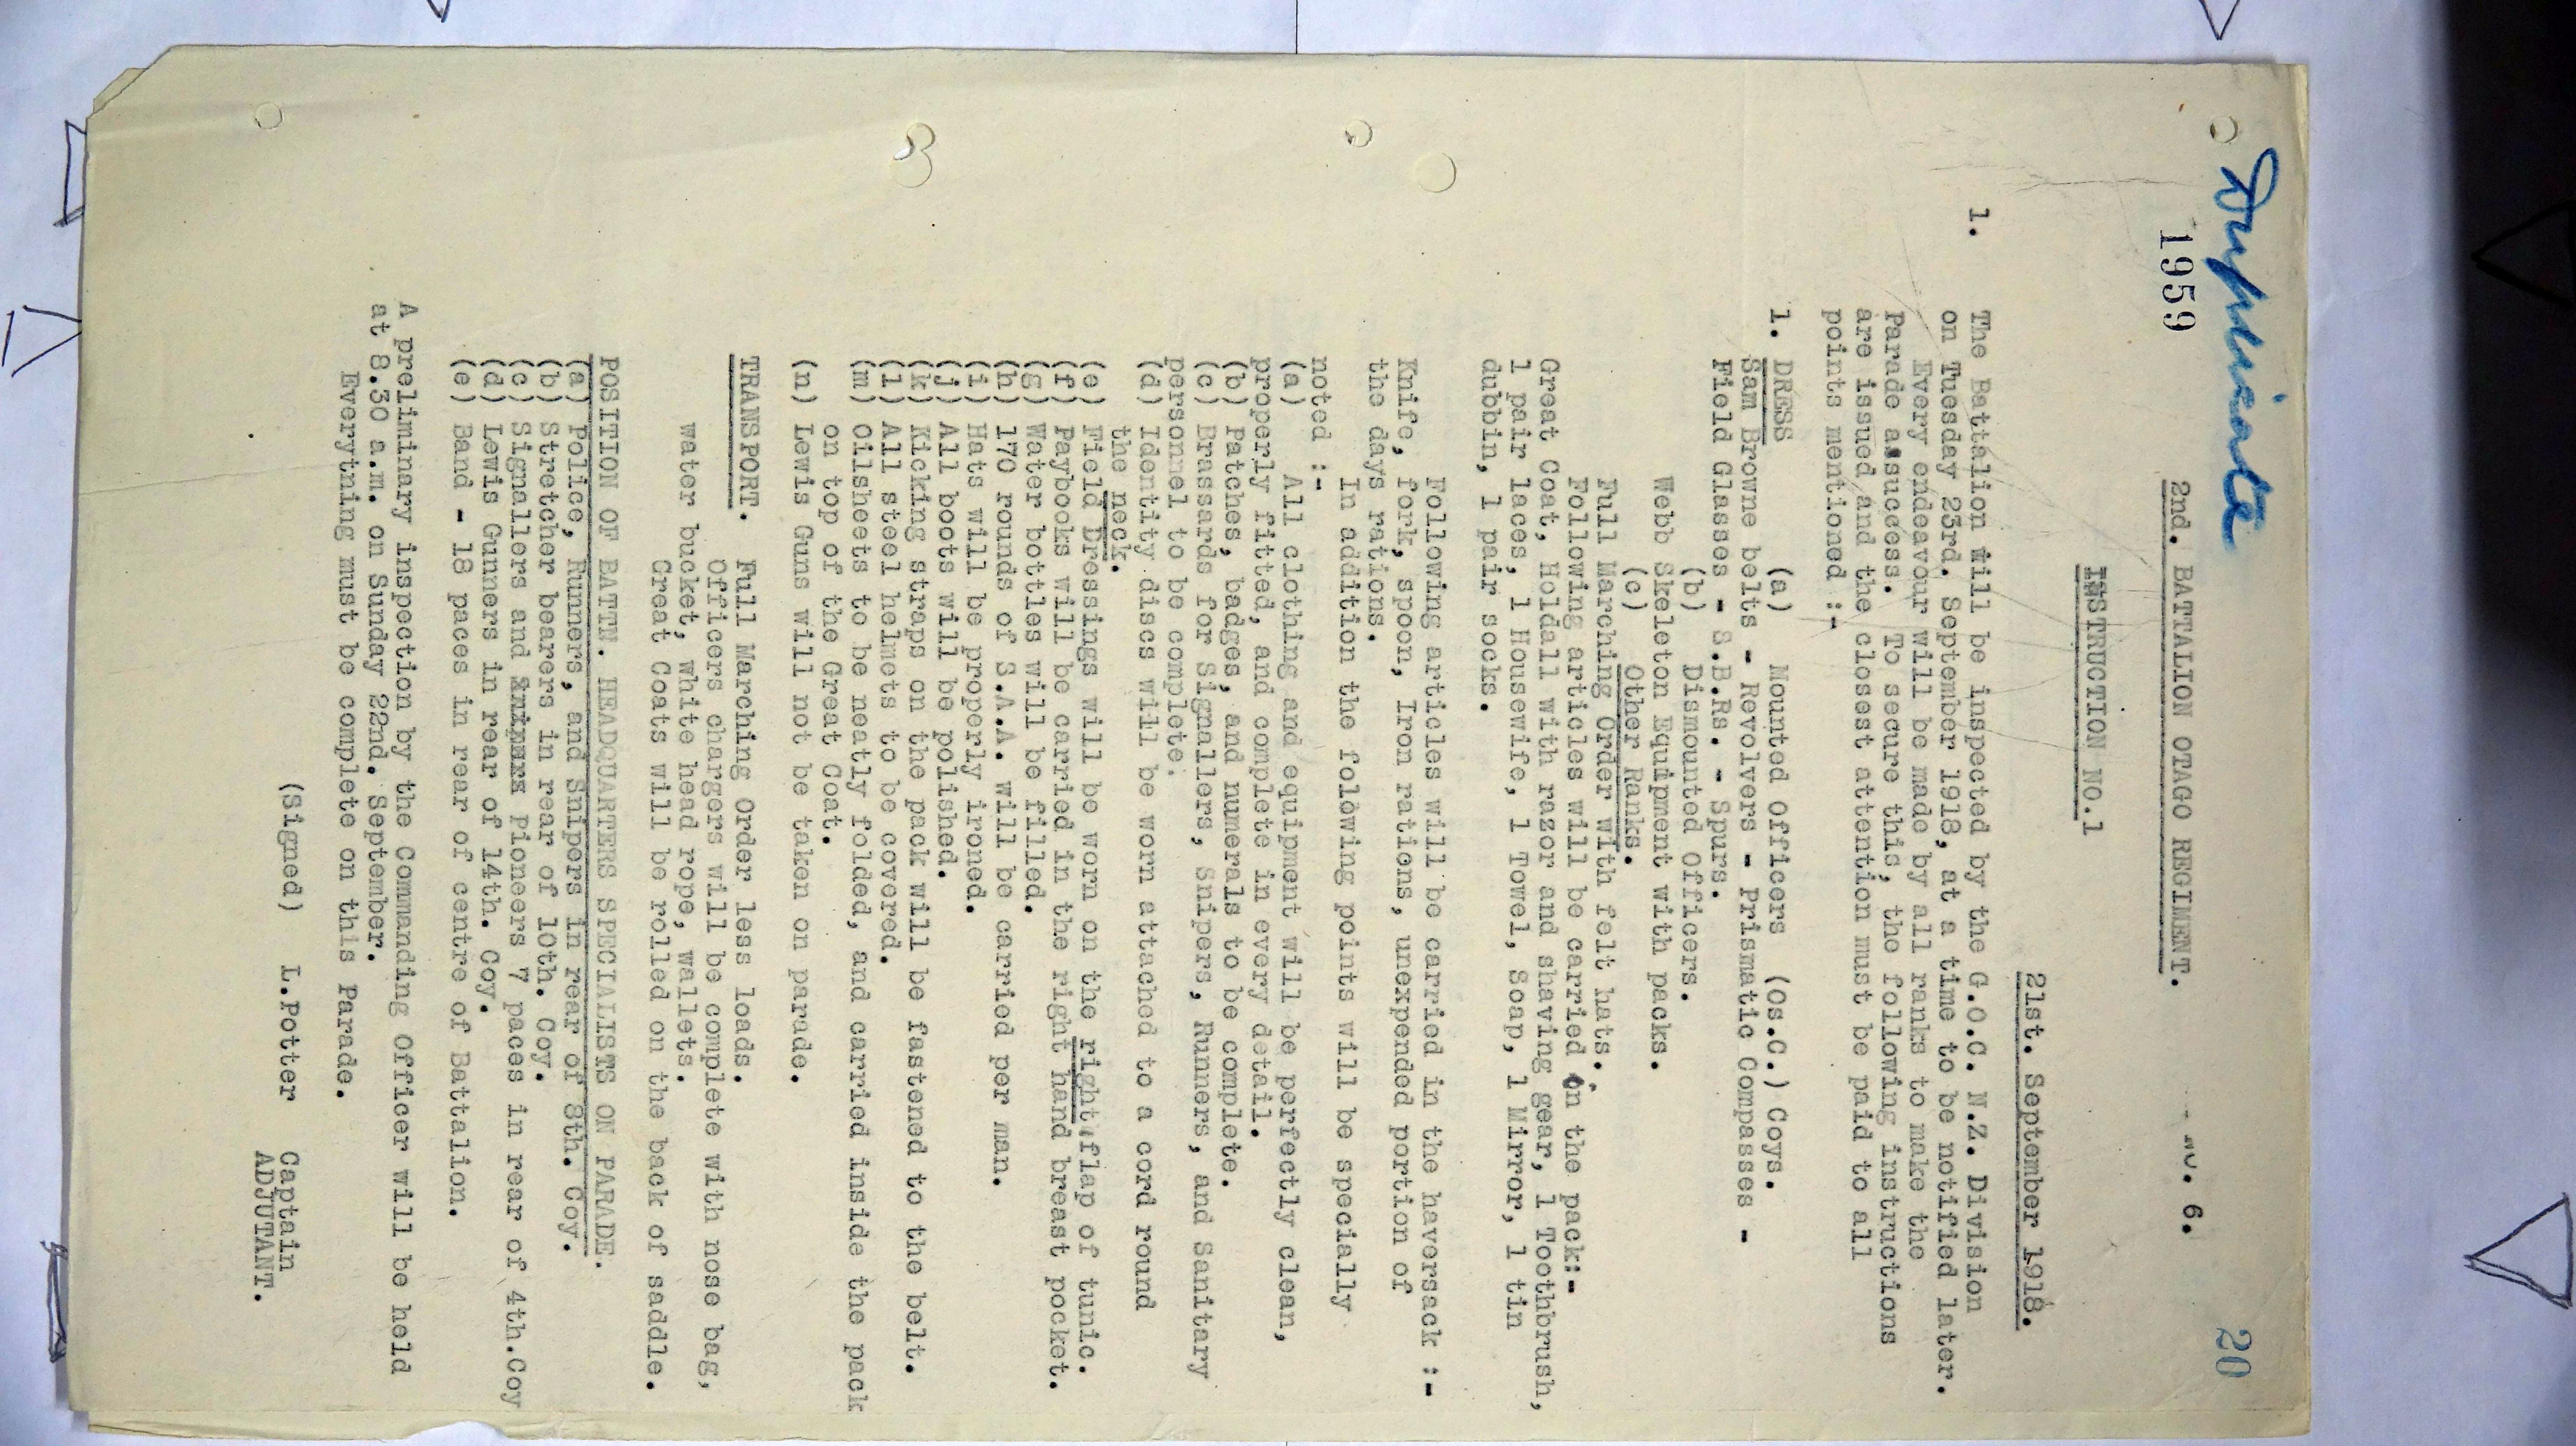 Duplicate
1959
20
No. 6.
2nd. BATTALION OTAGO REGIMENT.
INSTRUCTION NO.1
21st. September 1918.
1. The Battalion will be inspected by the G.O.C. N.Z. Division
on Tuesday 23rd. September 1918, at a time to be notified later.
Every endeavour will be made by all ranks to make the
Parade a success. To secure this, the following instructions
are issued and the closest attention must be paid to all
points mentioned :-
1. DRESS (a) Mounted Officers (Os.C.) Coys.
Sam Browne belts - Revolvers - Prismatic Compasses -
Field Glasses - S.B.Rs. - Spurs.
(b) Dismounted Officers.
Webb Skeleton Equipment with packs.
(c) Other Ranks.
Full Marching Order with felt hats.
Following articles will be carried on the pack:-
Great Coat, Holdall with razor and shaving gear, 1 Toothbrush,
1 pair laces, 1 Housewife, 1 Towel, Soap, 1 Mirror, 1 tin
dubbin, 1 pair socks.
Following articles will be carried in the haversack :-
Knife, fork, spoon, Iron rations, unexpended portion of
the days rations.
In addition the folowing points will be specially
noted :-
(a) All clothing and equipment will be perfectly clean,
properly fitted, and complete in every detail.
(b) Patches, badges, and numerals to be complete.
(c) Brassards for Signallers, Snipers, Runners, and Sanitary
personnel to be complete.
(d) Identity discs will be worn attached to a cord round
the neck.
(e) Field Dressings will be worn on the right flap of tunic.
(f) Paybooks will be carried in the right hand breast pocket.
(g) Water bottles will be filled.
(h) 170 rounds of S.A.A. will be carried per man.
(i) Hats will be properly ironed.
(j) All boots will be polished.
(k) Kicking straps on the pack will be fastened to the belt.
(l) All steel helmets to be covered.
(m) Oilsheets to be neatly folded, and carried inside the pack
on top of the Great Coat.
(n) Lewis Guns will not be taken on parade.
TRANSPORT. Full Marching Order less loads.
Officers chargers will be complete with nose bag,
water bucket, white head rope, wallets.
Great Coats will be rolled on the back of saddle.
POSITION OF BATTN. HEADQUARTERS SPECIALISTS ON PARADE.
(a) Police, Runners, and Snipers in rear of 8th. Coy.
(b) Stretcher bearers in rear of 10th. Coy.
(c) Signallers and Pioneers 7 paces in rear of 4th.Coy
(d) Lewis Gunners in rear of 14th. Coy.
(e) Band - 18 paces in rear of centre of Battalion.
A preliminary inspection by the Commanding Officer will be held
at 8.30 a.m. on Sunday 22nd. September.
Everytning must be complete on this Parade.
(Signed) L.Potter Captain
ADJUTANT.